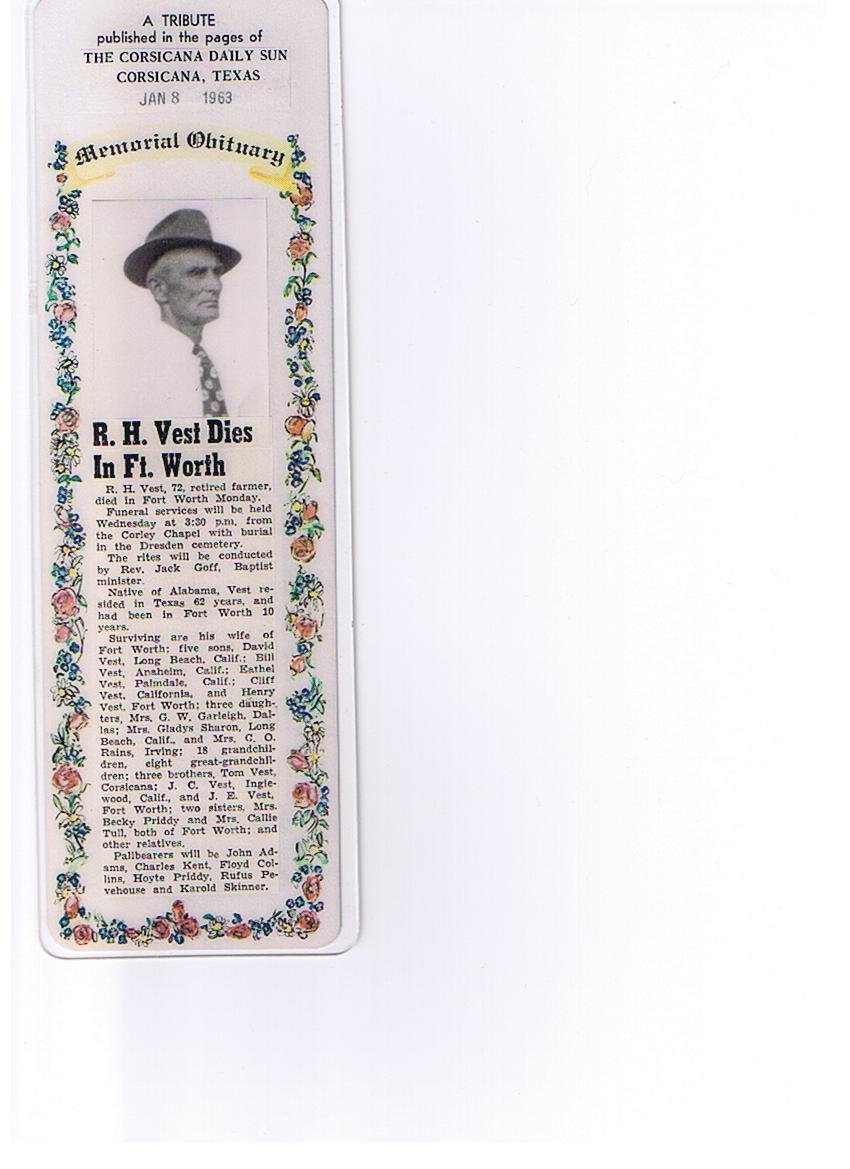 A TRIBUTE
published in the pages of
THE CORSICANA DAILY SUN
CORSICANA, TEXAS
JAN 8 1963
Memorial Obituary
R. H. Vest Dies
In Ft. Worth
R. H. Vest, 72, retired farmer,
died in Fort Worth Monday.
Funeral services will be held
Wednesday at 3:30 p.m. from
the Corley Chapel with burial
in the Dresden cemetery.
The rites will be conducted
by Rev. Jack Goff, Baptist
minister.
Native of Alabama, Vest re-
sided in Texas 62 years, and
had been in Fort Worth 10
years.
Surviving are his wife of
Fort Worth; five sons, David
Vest, Long Beach, Calif.; Bill
Vest, Anaheim, Calif.; Eathel
Vest, Palmdale, Calif.; Cliff
Vest, California, and Henry
Vest, Fort Worth; three daugh-
ters, Mrs. G. W. Garleigh, Dal-
las; Mrs. Gladys Sharon, Long
Beach, Calif., and Mrs. C. O.
Rains, Irving; 18 grandchil-
dren, eight great-grandchil-
dren; three brothers, Tom Vest,
Corsicana; J. C. Vest, Ingle-
wood, Calif., and J. E. Vest,
Fort Worth; two sisters, Mrs.
Becky Priddy and Mrs. Callie
Tull, both of Fort Worth; and
other relatives.
Pallbearers will be John Ad-
ams, Charles Kent, Floyd Col-
lins, Hoyte Priddy, Rufus Pe-
vehouse and Karold Skinner.